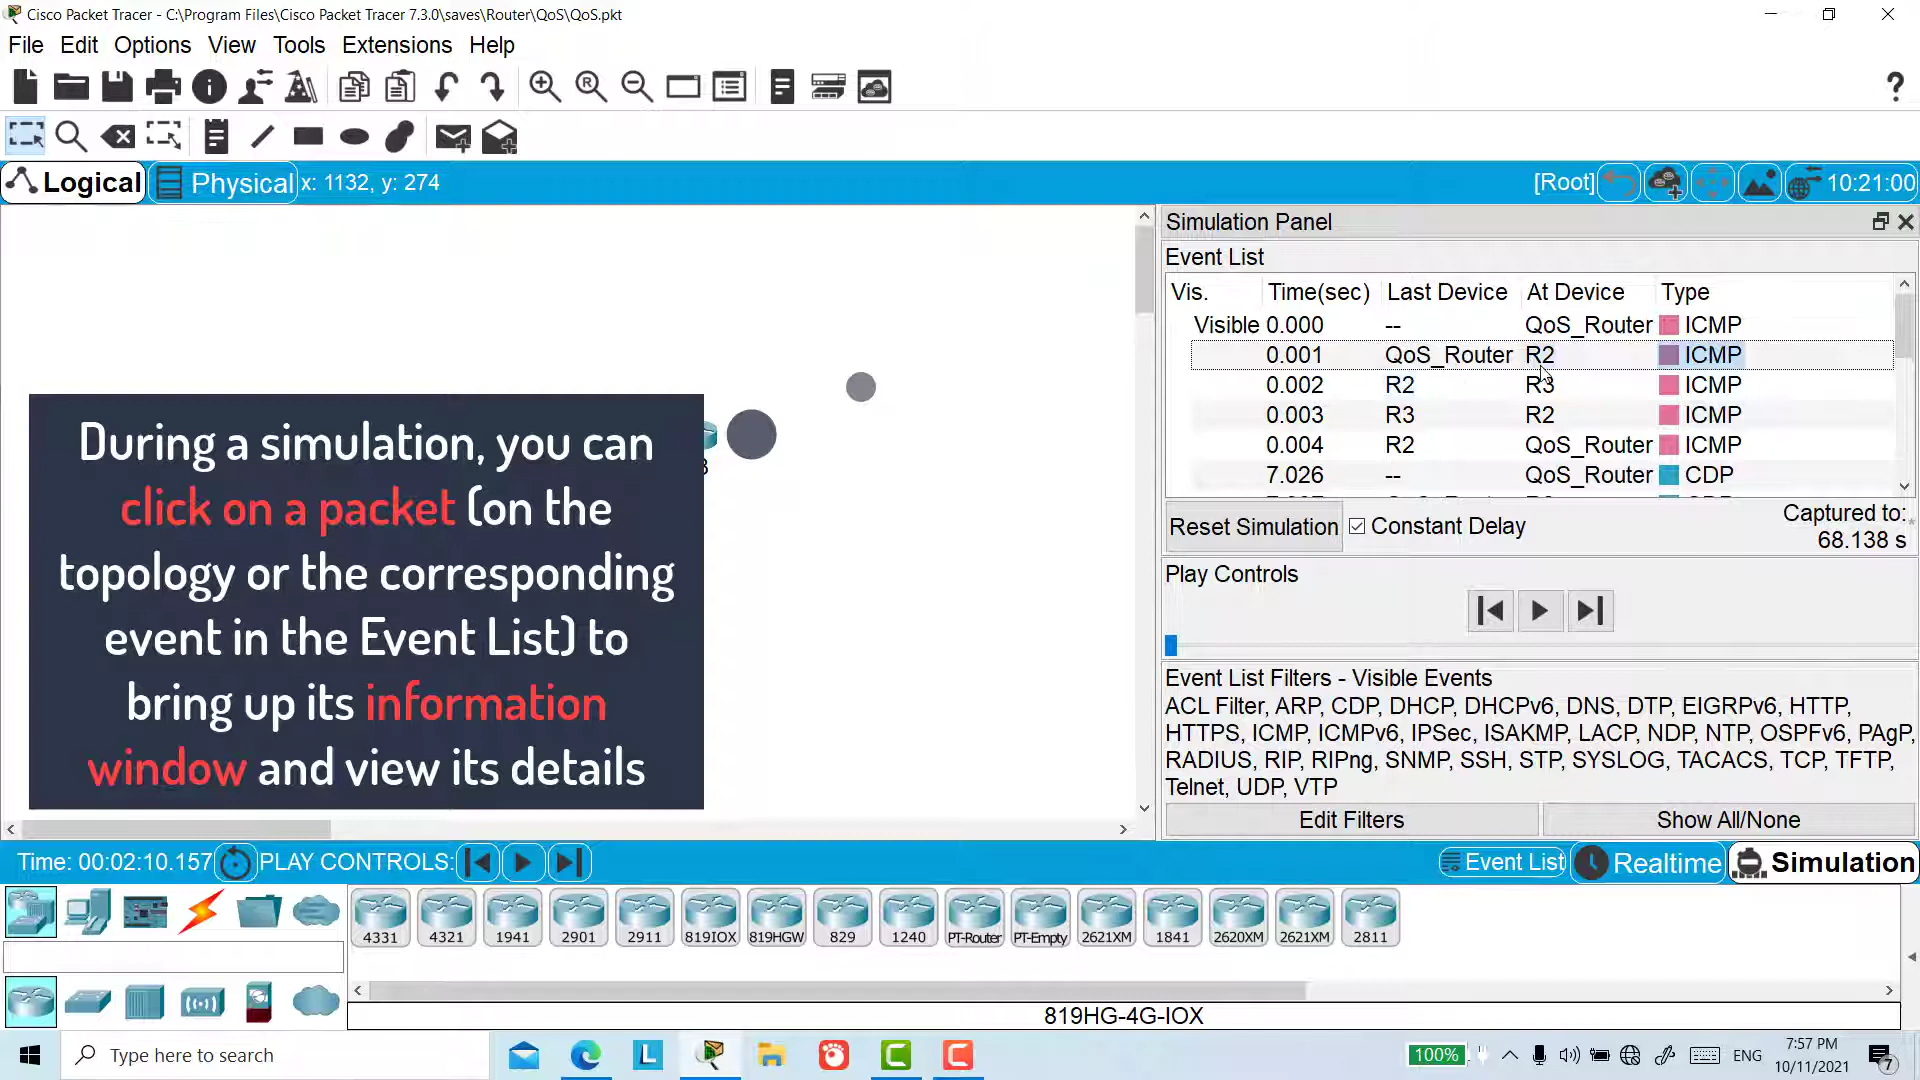 Cisco Packet Tracer - C:\Program Files\Cisco Packet Tracer 7.3.0\saves\Router\QoS\QoS.pkt
File Edit Options View Tools Extensions Help
Logical Physical x: 1132, y: 274 [Root] 10:21:00
Simulation Panel
Event List
Vis. Time(sec) Last Device At Device Type
Visible 0.000 -- QoS_Router ICMP
0.001 QoS_Router R2 ICMP
0.002 R2 R3 ICMP
0.003 R3 R2 ICMP
0.004 R2 QoS_Router ICMP
7.026 -- QoS_Router CDP
Reset Simulation Constant Delay Captured to:
68.138 s
Play Controls
During a simulation, you can
click on a packet (on the
topology or the corresponding
event in the Event List) to
bring up its information
window and view its details
Event List Filters - Visible Events
ACL Filter, ARP, CDP, DHCP, DHCPv6, DNS, DTP, EIGRPv6, HTTP,
HTTPS, ICMP, ICMPv6, IPSec, ISAKMP, LACP, NDP, NTP, OSPFv6, PAgP,
RADIUS, RIP, RIPng, SNMP, SSH, STP, SYSLOG, TACACS, TCP, TFTP,
Telnet, UDP, VTP
Edit Filters Show All/None
Time: 00:02:10.157 PLAY CONTROLS: Event List Realtime Simulation
4331 4321 1941 2901 2911 819IOX 819HGW 829 1240 PT-Router PT-Empty 2621XM 1841 2620XM 2621XM 2811
819HG-4G-IOX
Type here to search
100% ENG 7:57 PM
10/11/2021 7